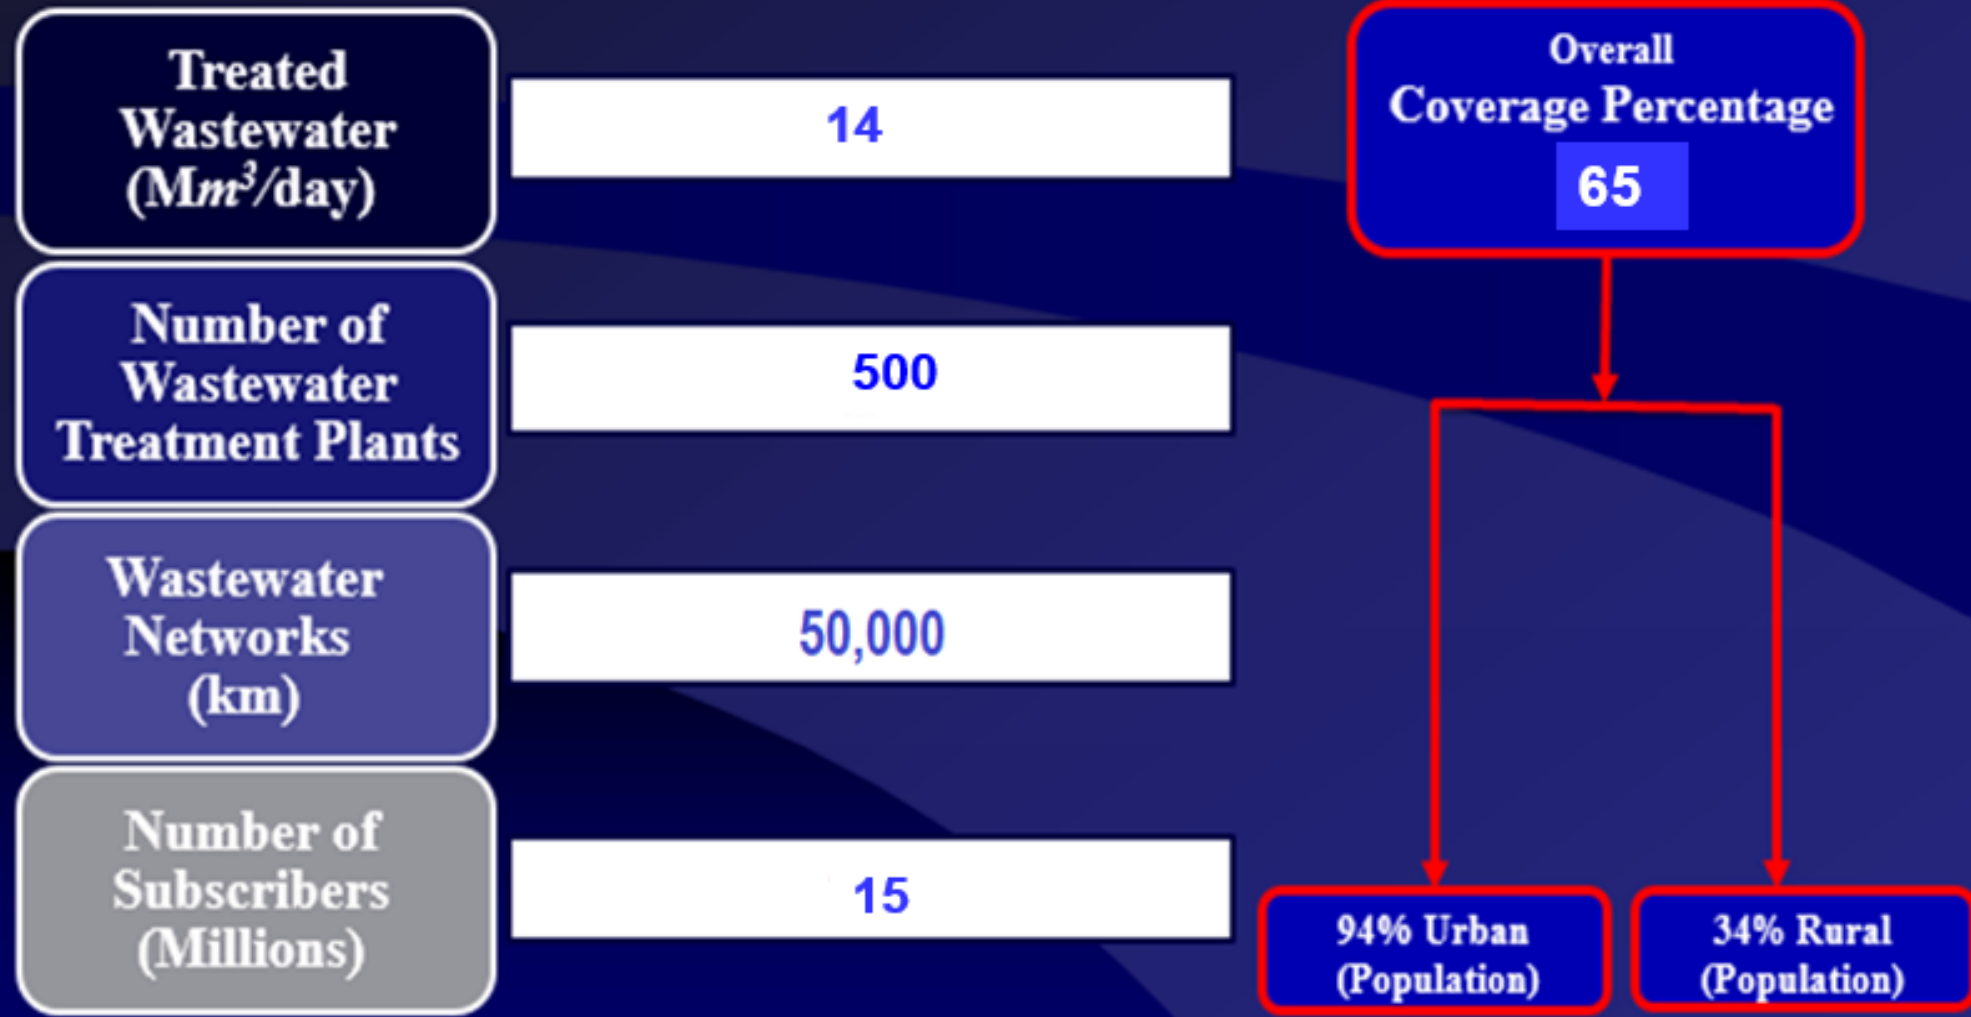 Treated
Wastewater
(Mm³/day)
14
Number of
Wastewater
Treatment Plants
500
Wastewater
Networks
(km)
50,000
Number of
Subscribers
(Millions)
15
Overall
Coverage Percentage
65
94% Urban
(Population)
34% Rural
(Population)